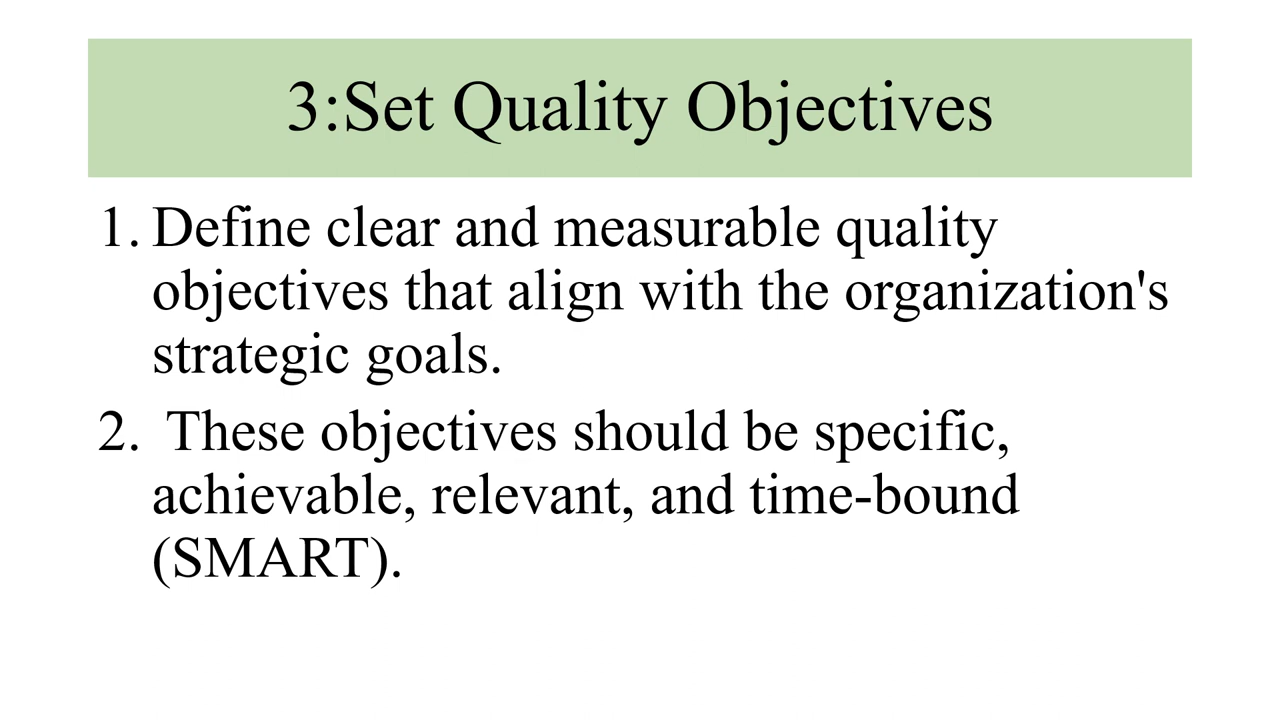 3:Set Quality Objectives
1. Define clear and measurable quality
objectives that align with the organization's
strategic goals.
2. These objectives should be specific,
achievable, relevant, and time-bound
(SMART).